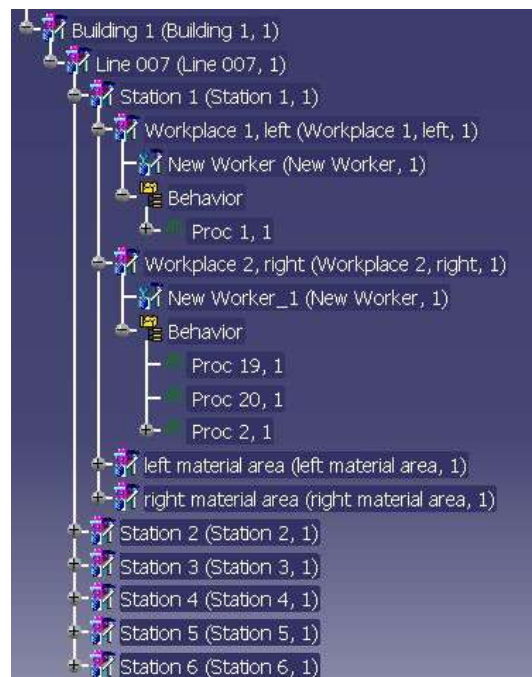 Building 1 (Building 1, 1)
Line 007 (Line 007, 1)
Station 1 (Station 1, 1)
Workplace 1, left (Workplace 1, left, 1)
New Worker (New Worker, 1)
Behavior
Proc 1, 1
Workplace 2, right (Workplace 2, right, 1)
New Worker_1 (New Worker, 1)
Behavior
Proc 19, 1
Proc 20, 1
Proc 2, 1
left material area (left material area, 1)
right material area (right material area, 1)
Station 2 (Station 2, 1)
Station 3 (Station 3, 1)
Station 4 (Station 4, 1)
Station 5 (Station 5, 1)
Station 6 (Station 6, 1)